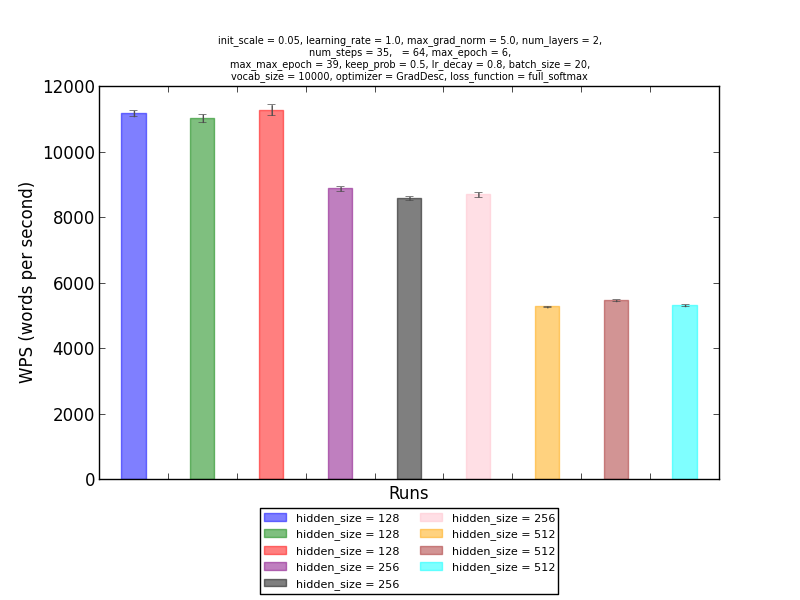 init_scale = 0.05, learning_rate = 1.0, max_grad_norm = 5.0, num_layers = 2,
num_steps = 35,   = 64, max_epoch = 6,
max_max_epoch = 39, keep_prob = 0.5, lr_decay = 0.8, batch_size = 20,
vocab_size = 10000, optimizer = GradDesc, loss_function = full_softmax
12000
10000
8000
6000
4000
2000
0
WPS (words per second)
Runs
hidden_size = 128
hidden_size = 128
hidden_size = 128
hidden_size = 256
hidden_size = 256
hidden_size = 256
hidden_size = 512
hidden_size = 512
hidden_size = 512